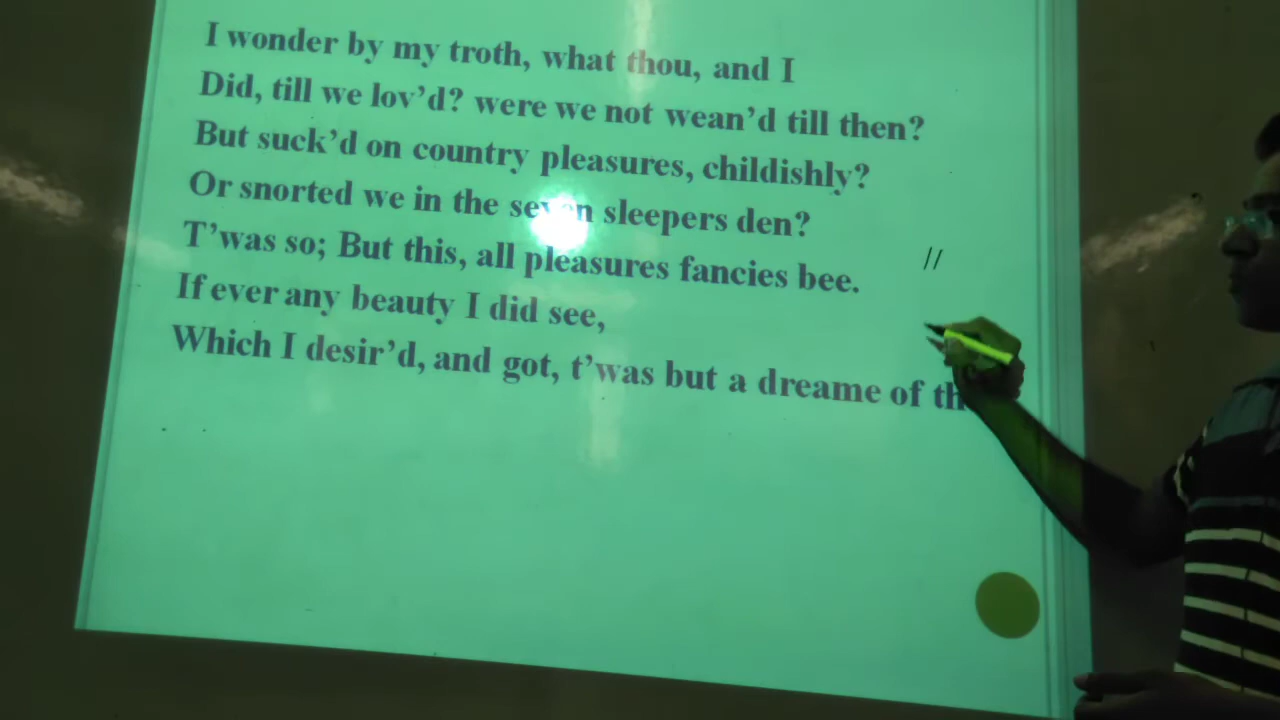 I wonder by my troth, what thou, and I
Did, till we lov’d? were we not wean’d till then?
But suck’d on country pleasures, childishly?
Or snorted we in the seven sleepers den?
T’was so; But this, all pleasures fancies bee.
//
If ever any beauty I did see,
Which I desir’d, and got, t’was but a dreame of